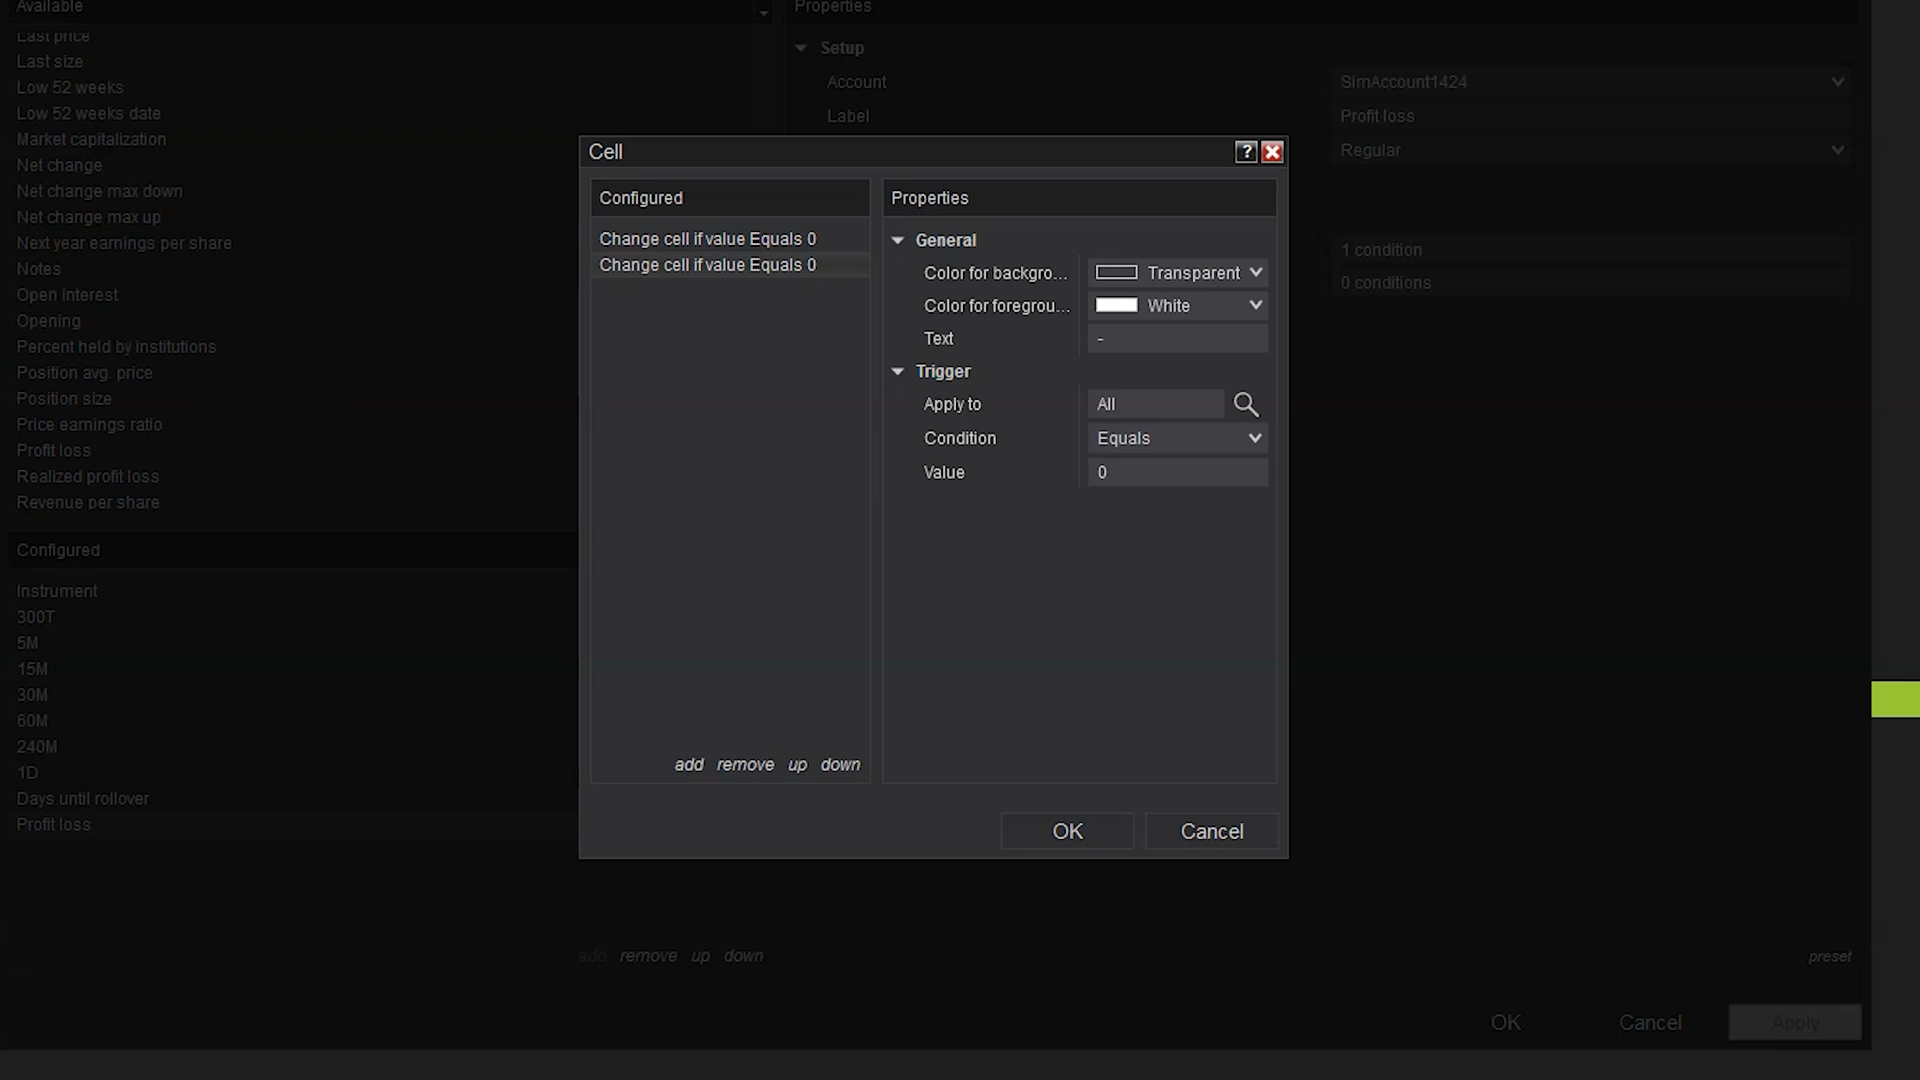 Available
Last price
Last size
Low 52 weeks
Low 52 weeks date
Market capitalization
Net change
Net change max down
Net change max up
Next year earnings per share
Notes
Open interest
Opening
Percent held by institutions
Position avg. price
Position size
Price earnings ratio
Profit loss
Realized profit loss
Revenue per share
Configured
Instrument
300T
5M
15M
30M
60M
240M
1D
Days until rollover
Profit loss
add remove up down
Properties
Setup
Account SimAccount1424
Label Profit loss
Regular
1 condition
0 conditions
preset
OK Cancel Apply
Cell ?
Configured
Change cell if value Equals 0
Change cell if value Equals 0
add remove up down
Properties
General
Color for backgro... Transparent
Color for foregrou... White
Text -
Trigger
Apply to All
Condition Equals
Value 0
OK Cancel